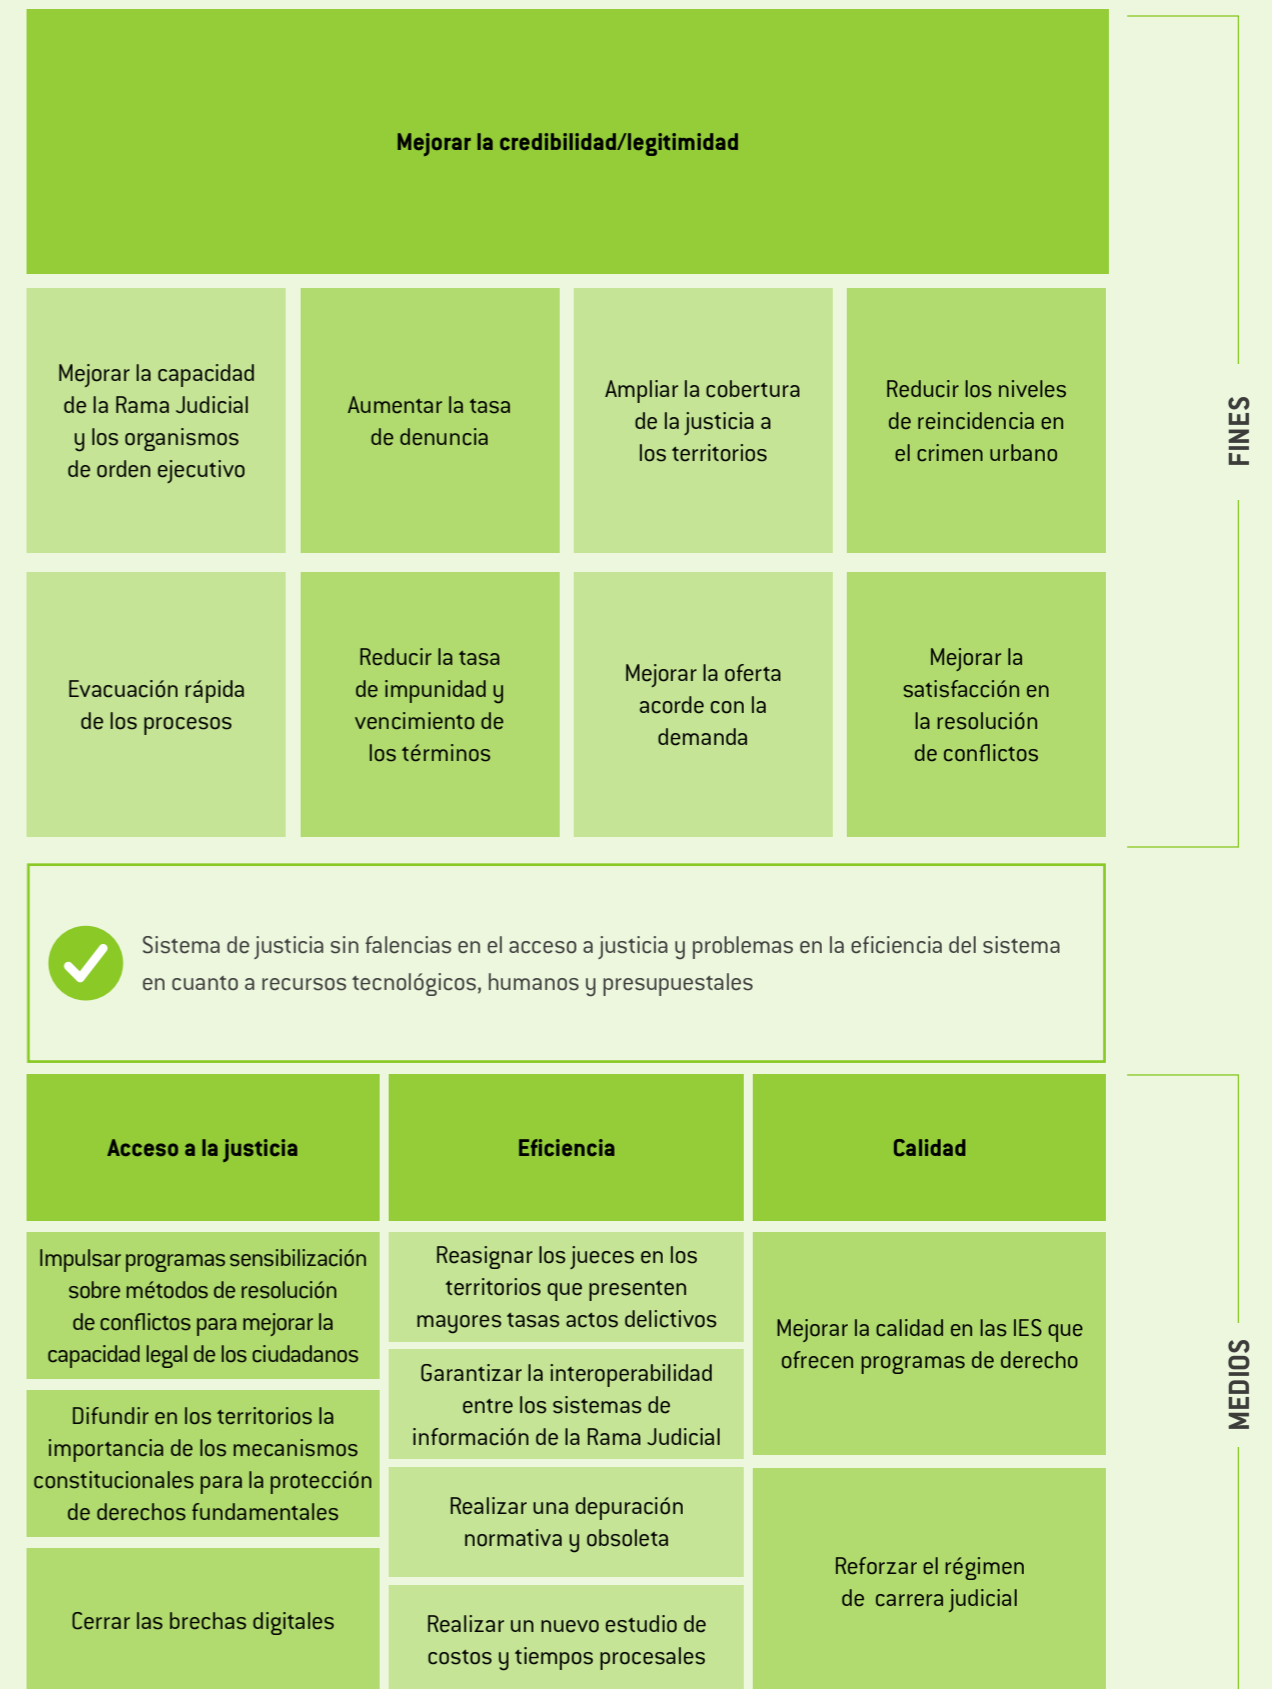 Mejorar la credibilidad/legitimidad
Mejorar la capacidad
de la Rama Judicial
y los organismos
de orden ejecutivo
Aumentar la tasa
de denuncia
Ampliar la cobertura
de la justicia a
los territorios
Reducir los niveles
de reincidencia en
el crimen urbano
Evacuación rápida
de los procesos
Reducir la tasa
de impunidad y
vencimiento de
los términos
Mejorar la oferta
acorde con la
demanda
Mejorar la
satisfacción en
la resolución
de conflictos
FINES
Sistema de justicia sin falencias en el acceso a justicia y problemas en la eficiencia del sistema
en cuanto a recursos tecnológicos, humanos y presupuestales
Acceso a la justicia
Impulsar programas sensibilización
sobre métodos de resolución
de conflictos para mejorar la
capacidad legal de los ciudadanos
Difundir en los territorios la
importancia de los mecanismos
constitucionales para la protección
de derechos fundamentales
Cerrar las brechas digitales
Eficiencia
Reasignar los jueces en los
territorios que presenten
mayores tasas actos delictivos
Garantizar la interoperabilidad
entre los sistemas de
información de la Rama Judicial
Realizar una depuración
normativa y obsoleta
Realizar un nuevo estudio de
costos y tiempos procesales
Calidad
Mejorar la calidad en las IES que
ofrecen programas de derecho
Reforzar el régimen
de carrera judicial
MEDIOS